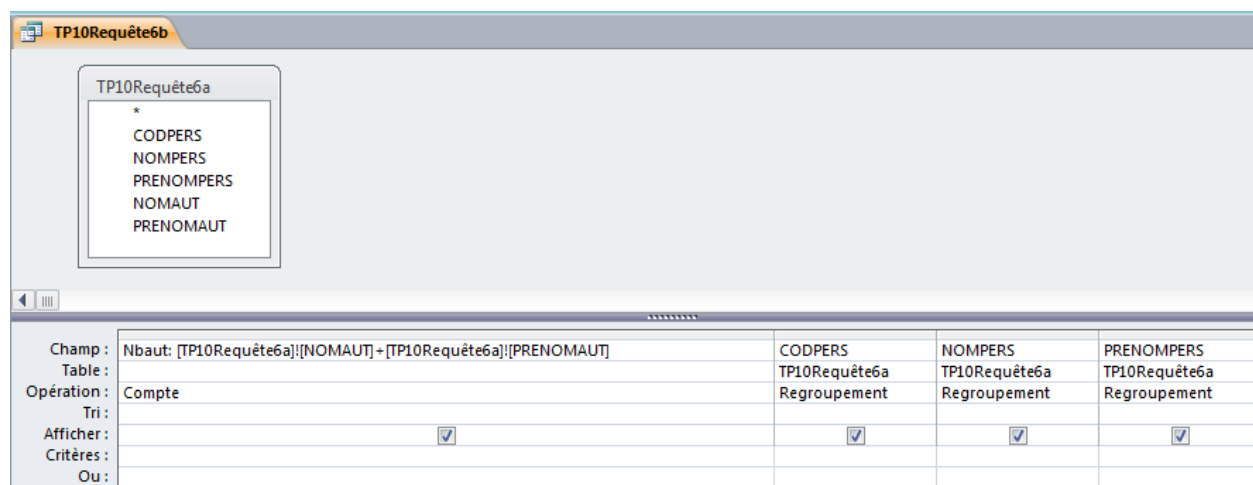 TP10Requête6b
TP10Requête6a
*
CODPERS
NOMPERS
PRENOMPERS
NOMAUT
PRENOMAUT
Champ : Nbaut: [TP10Requête6a]![NOMAUT]+[TP10Requête6a]![PRENOMAUT] CODPERS NOMPERS PRENOMPERS
Table : TP10Requête6a TP10Requête6a TP10Requête6a
Opération : Compte Regroupement Regroupement Regroupement
Tri :
Afficher :
Critères :
Ou :